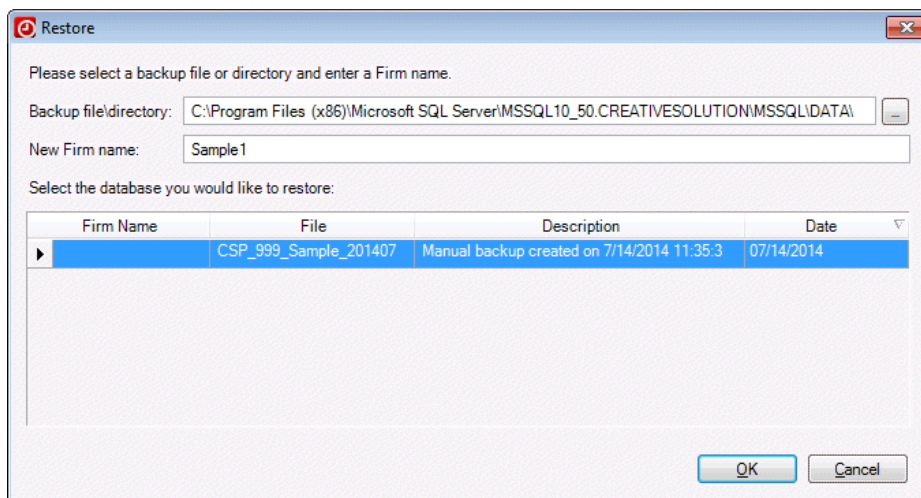 Restore
Please select a backup file or directory and enter a Firm name.
Backup file\directory: C:\Program Files (x86)\Microsoft SQL Server\MSSQL10_50.CREATIVESOLUTION\MSSQL\DATA\ ...
New Firm name: Sample1
Select the database you would like to restore:
Firm Name File Description Date
CSP_999_Sample_201407 Manual backup created on 7/14/2014 11:35:3 07/14/2014
OK Cancel